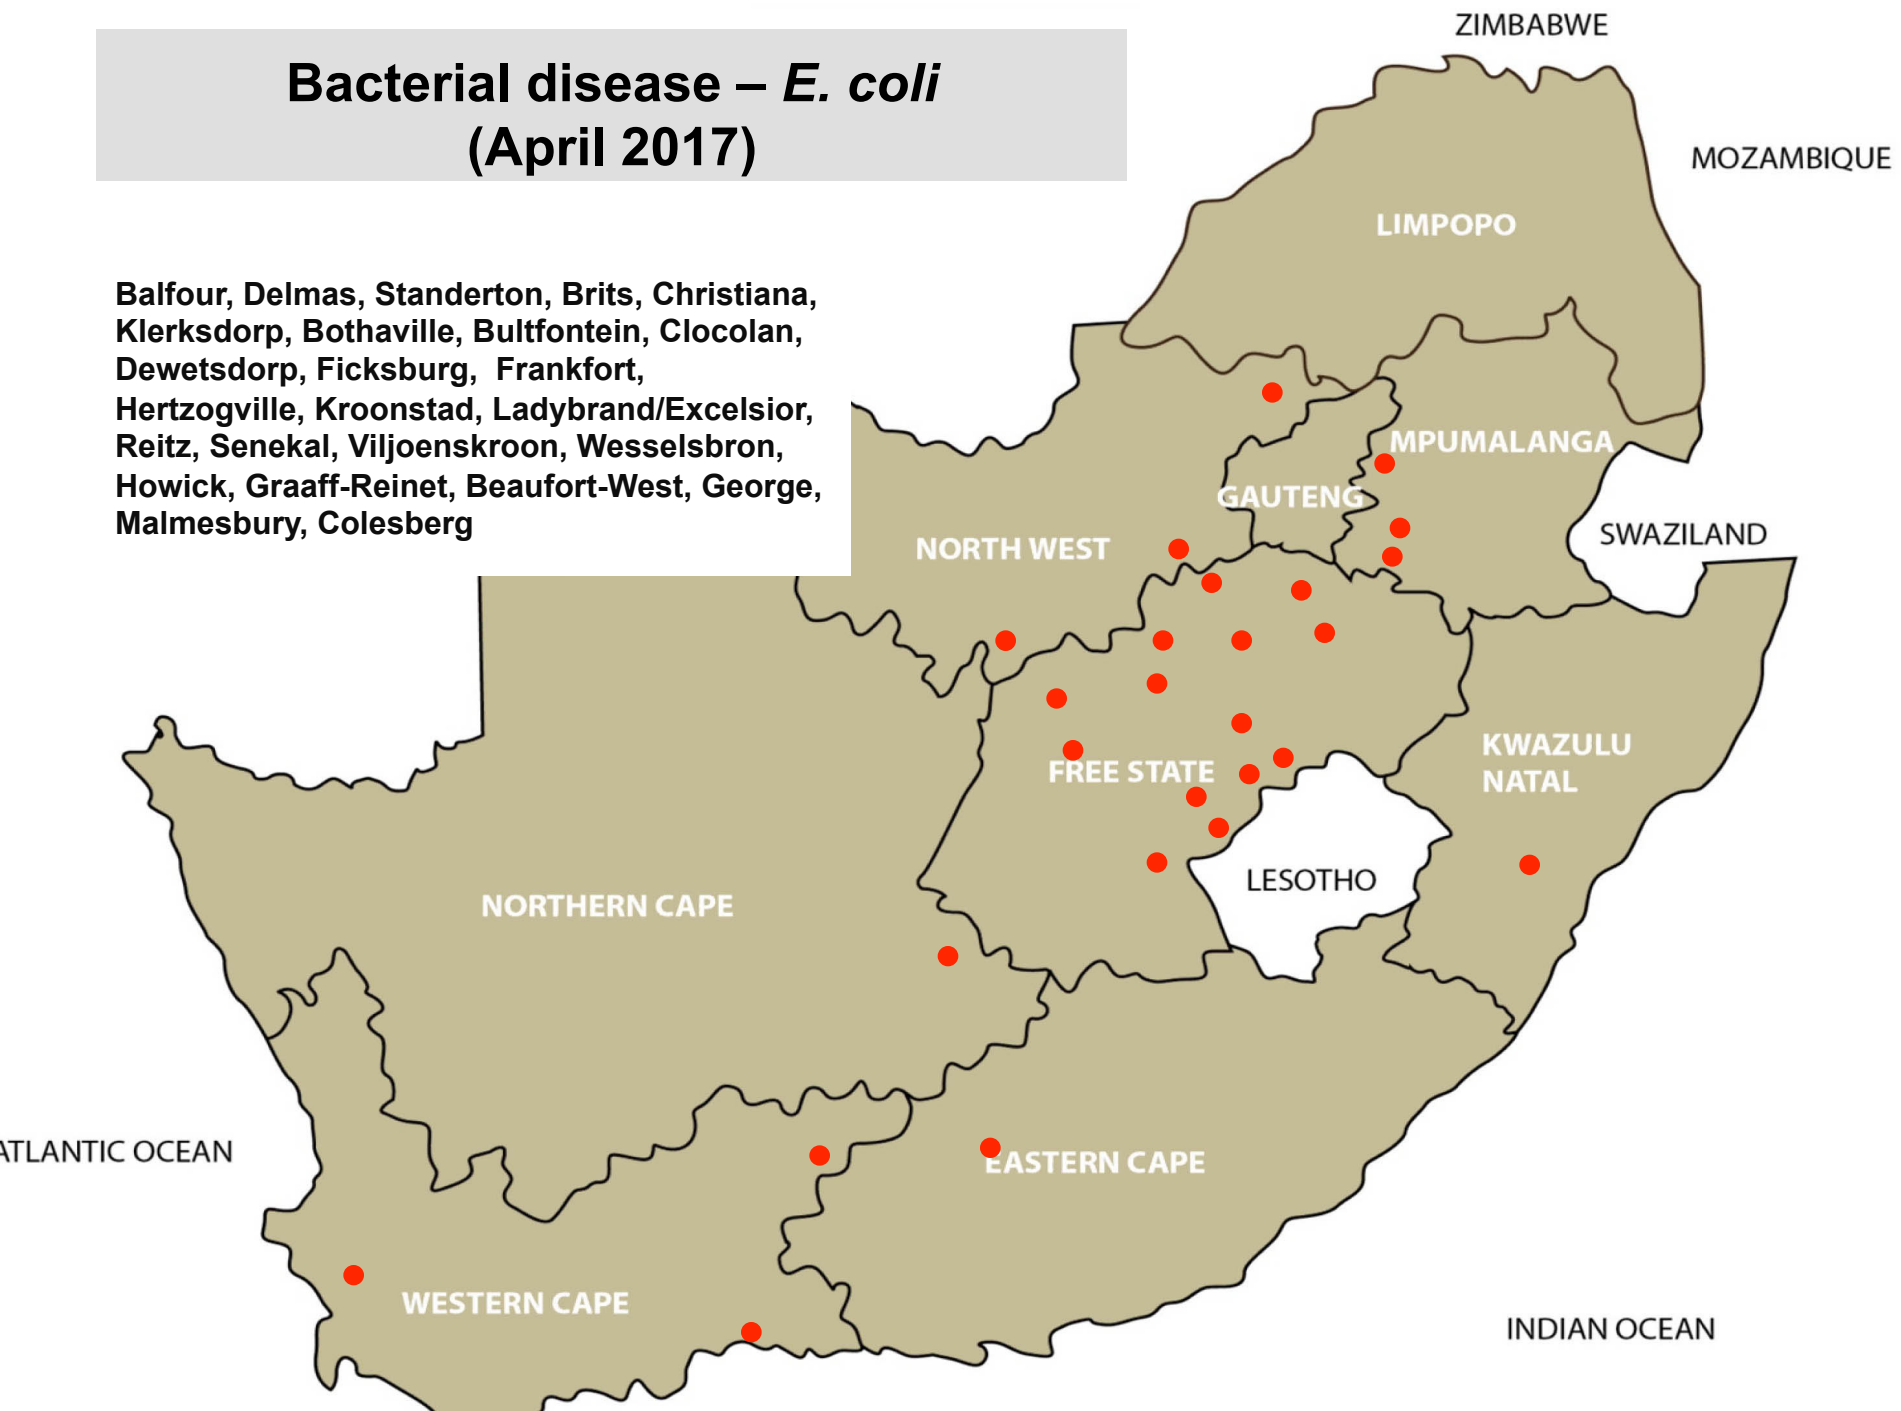 Bacterial disease – E. coli
(April 2017)
Balfour, Delmas, Standerton, Brits, Christiana,
Klerksdorp, Bothaville, Bultfontein, Clocolan,
Dewetsdorp, Ficksburg, Frankfort,
Hertzogville, Kroonstad, Ladybrand/Excelsior,
Reitz, Senekal, Viljoenskroon, Wesselsbron,
Howick, Graaff-Reinet, Beaufort-West, George,
Malmesbury, Colesberg
ZIMBABWE
MOZAMBIQUE
LIMPOPO
MPUMALANGA
GAUTENG
SWAZILAND
NORTH WEST
KWAZULU
NATAL
FREE STATE
LESOTHO
NORTHERN CAPE
ATLANTIC OCEAN
EASTERN CAPE
WESTERN CAPE
INDIAN OCEAN